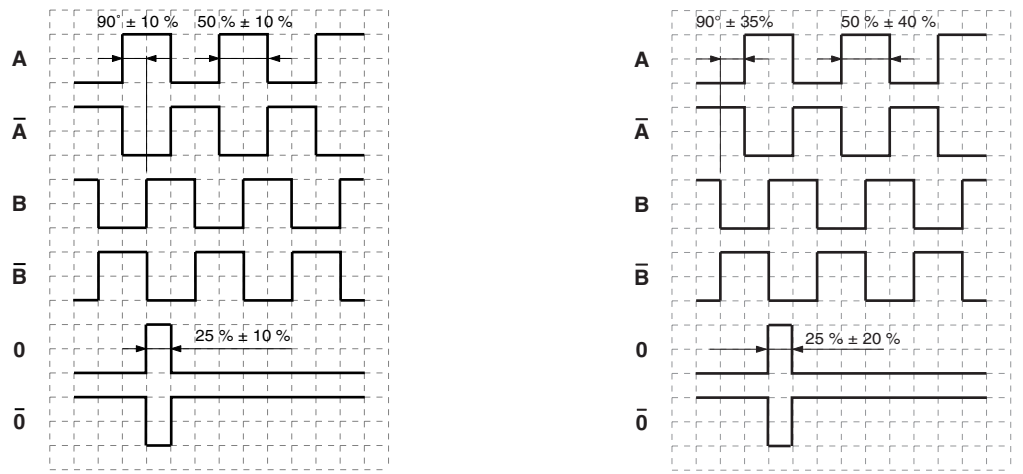 90° ± 10 %
50 % ± 10 %
A
A̅
B
B̅
25 % ± 10 %
0
0̅
90° ± 35%
50 % ± 40 %
A
A̅
B
B̅
25 % ± 20 %
0
0̅